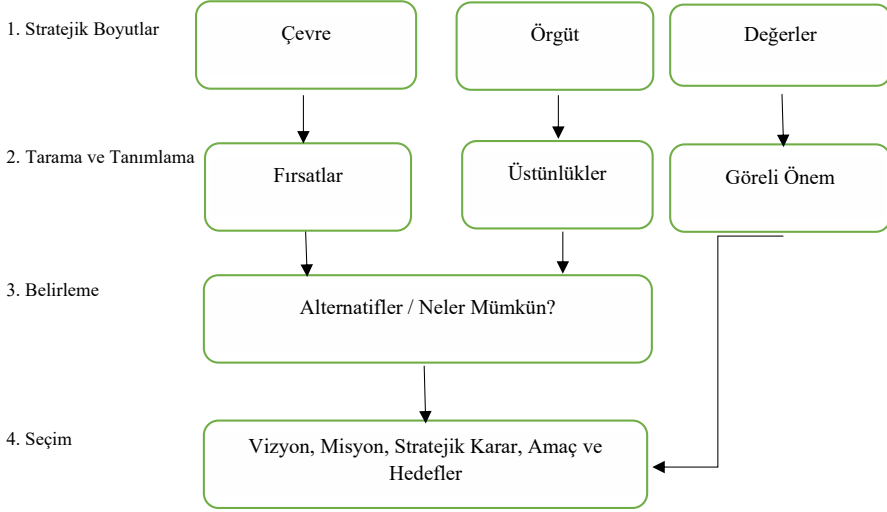 1. Stratejik Boyutlar
Çevre
Örgüt
Değerler
2. Tarama ve Tanımlama
Fırsatlar
Üstünlükler
Göreli Önem
3. Belirleme
Alternatifler / Neler Mümkün?
4. Seçim
Vizyon, Misyon, Stratejik Karar, Amaç ve
Hedefler